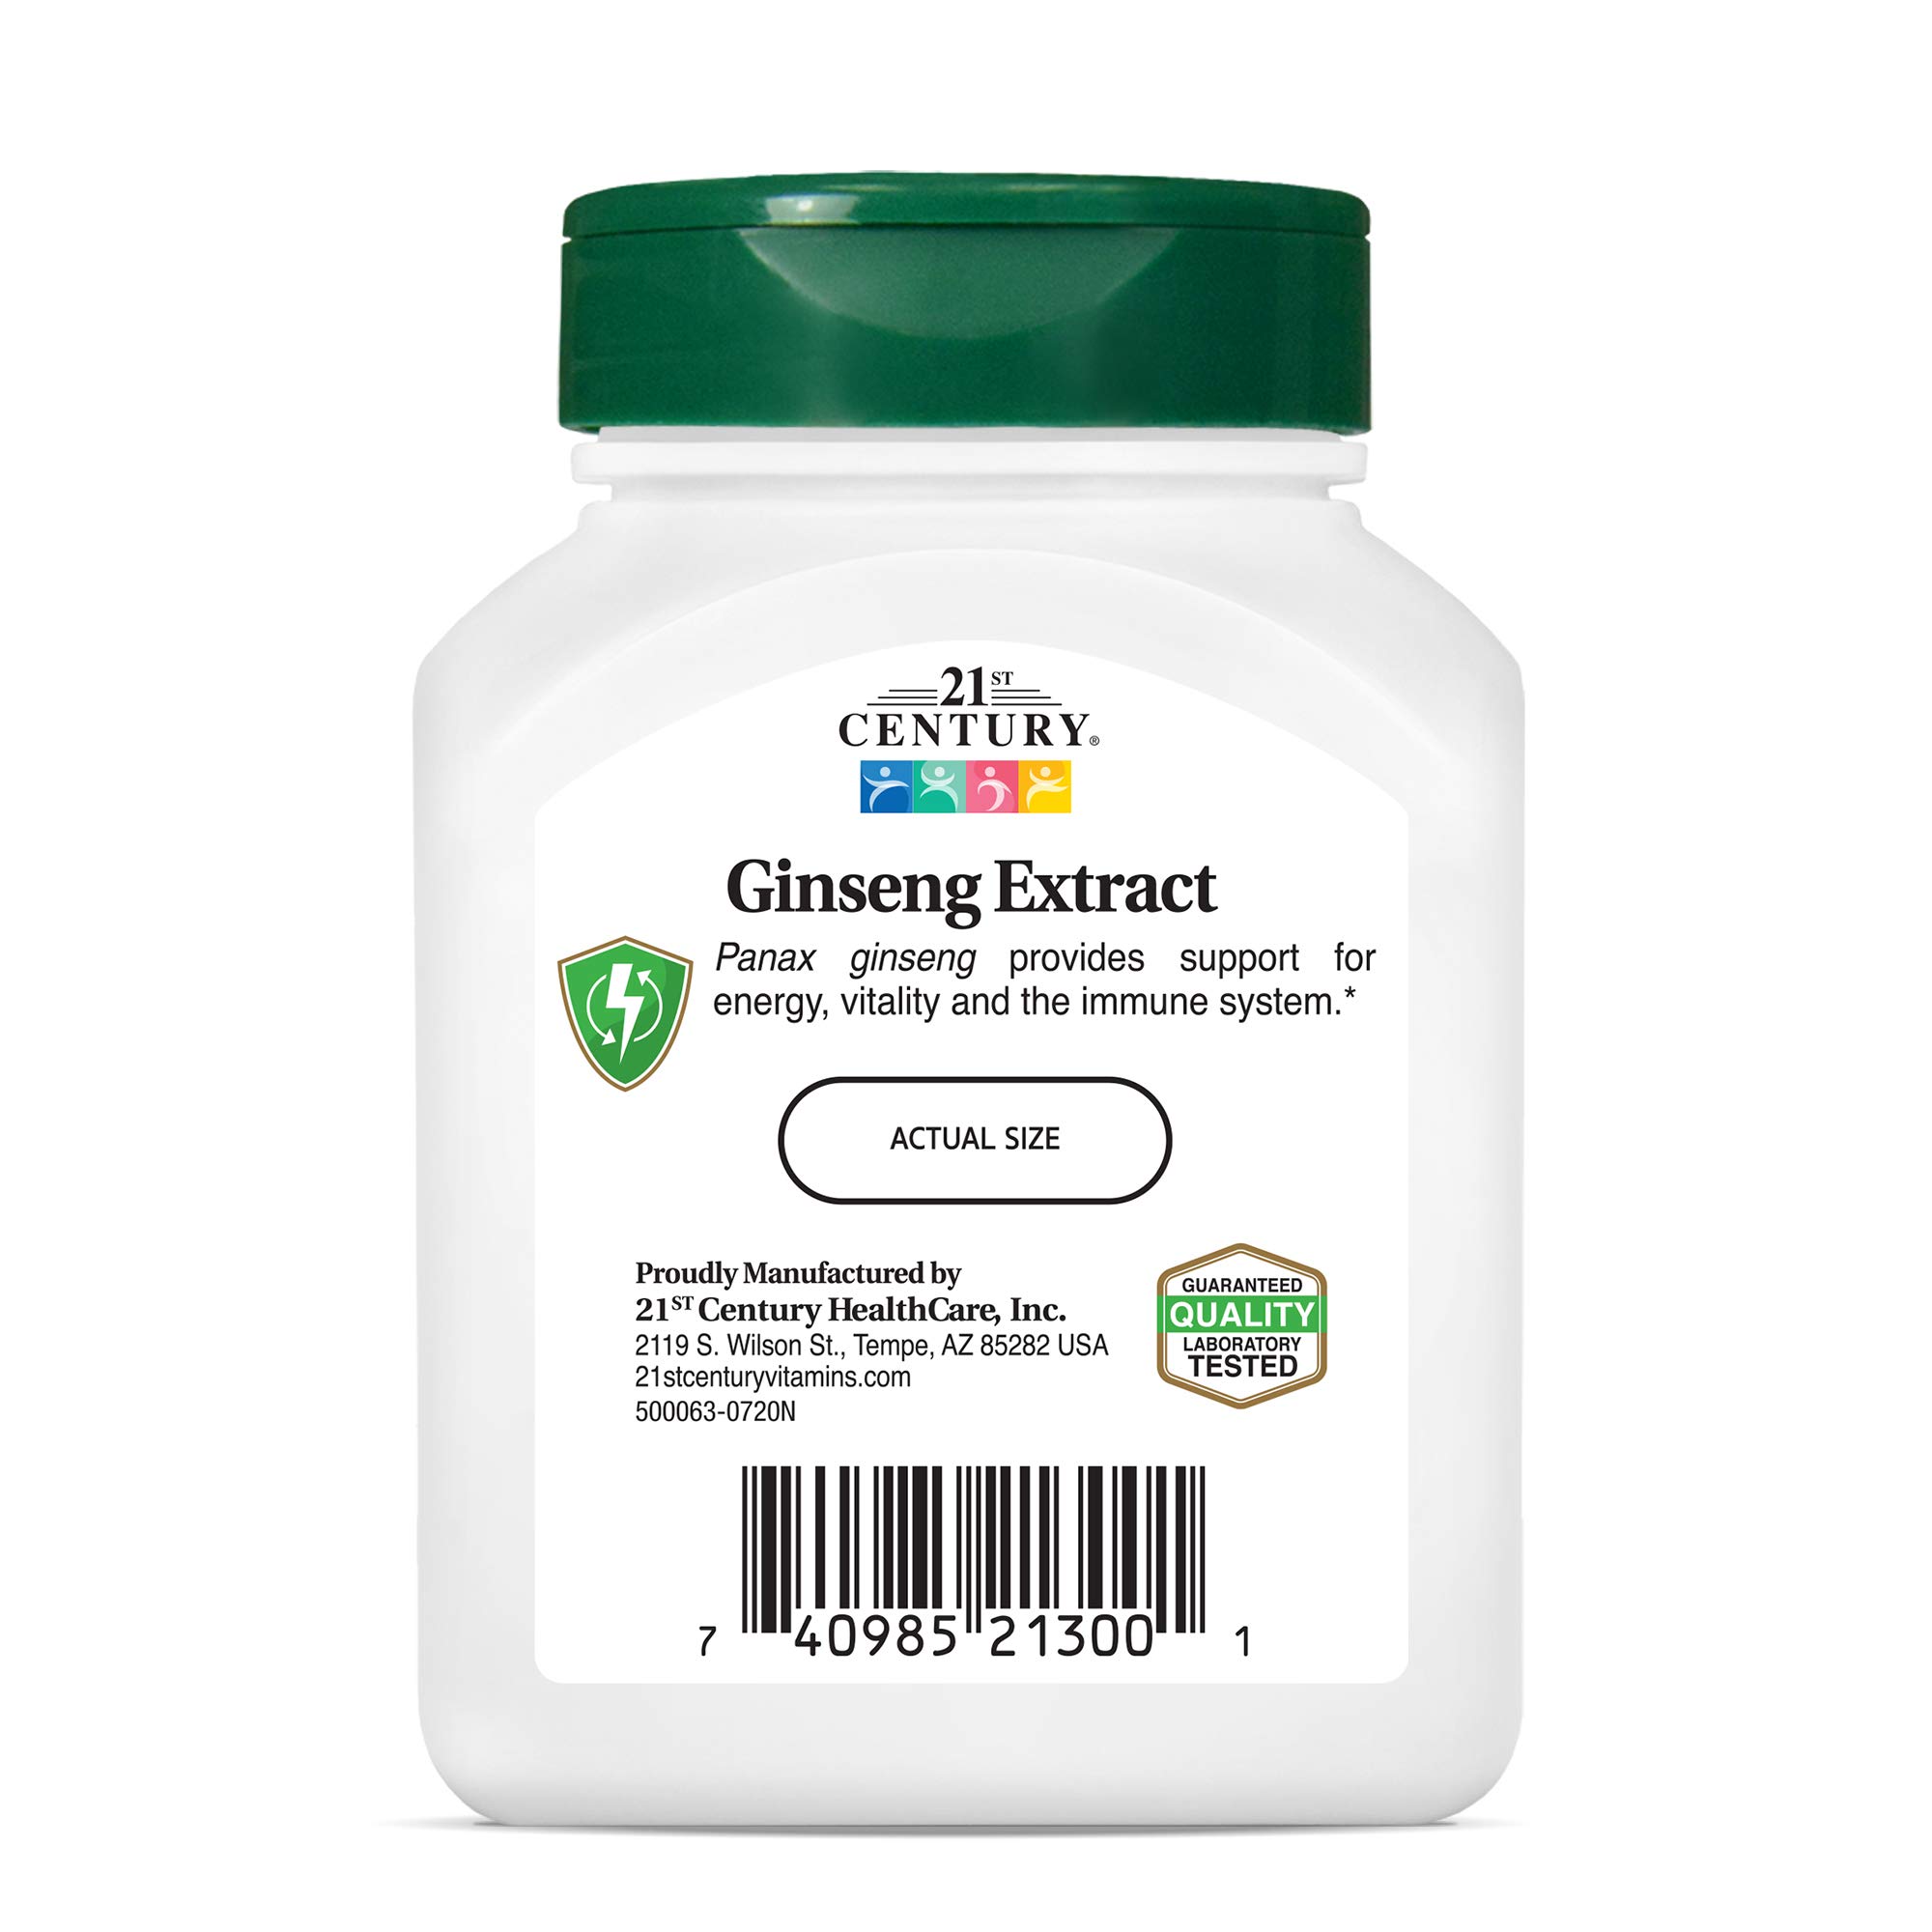 21ST
CENTURY®
Ginseng Extract
Panax ginseng provides support for
energy, vitality and the immune system.*
ACTUAL SIZE
Proudly Manufactured by
21ST Century HealthCare, Inc.
2119 S. Wilson St., Tempe, AZ 85282 USA
21stcenturyvitamins.com
500063-0720N
GUARANTEED
QUALITY
LABORATORY
TESTED
7 40985 21300 1